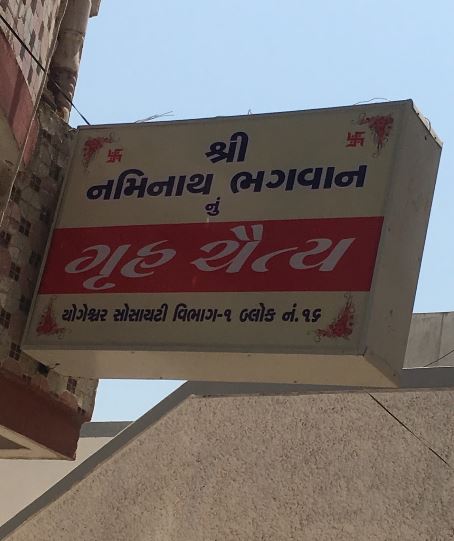 શ્રી
નમિનાથ ભગવાન
નું
ગૃહ ચૈત્ય
યોગેશ્વર સોસાયટી વિભાગ-૧ બ્લોક નં.૧૬